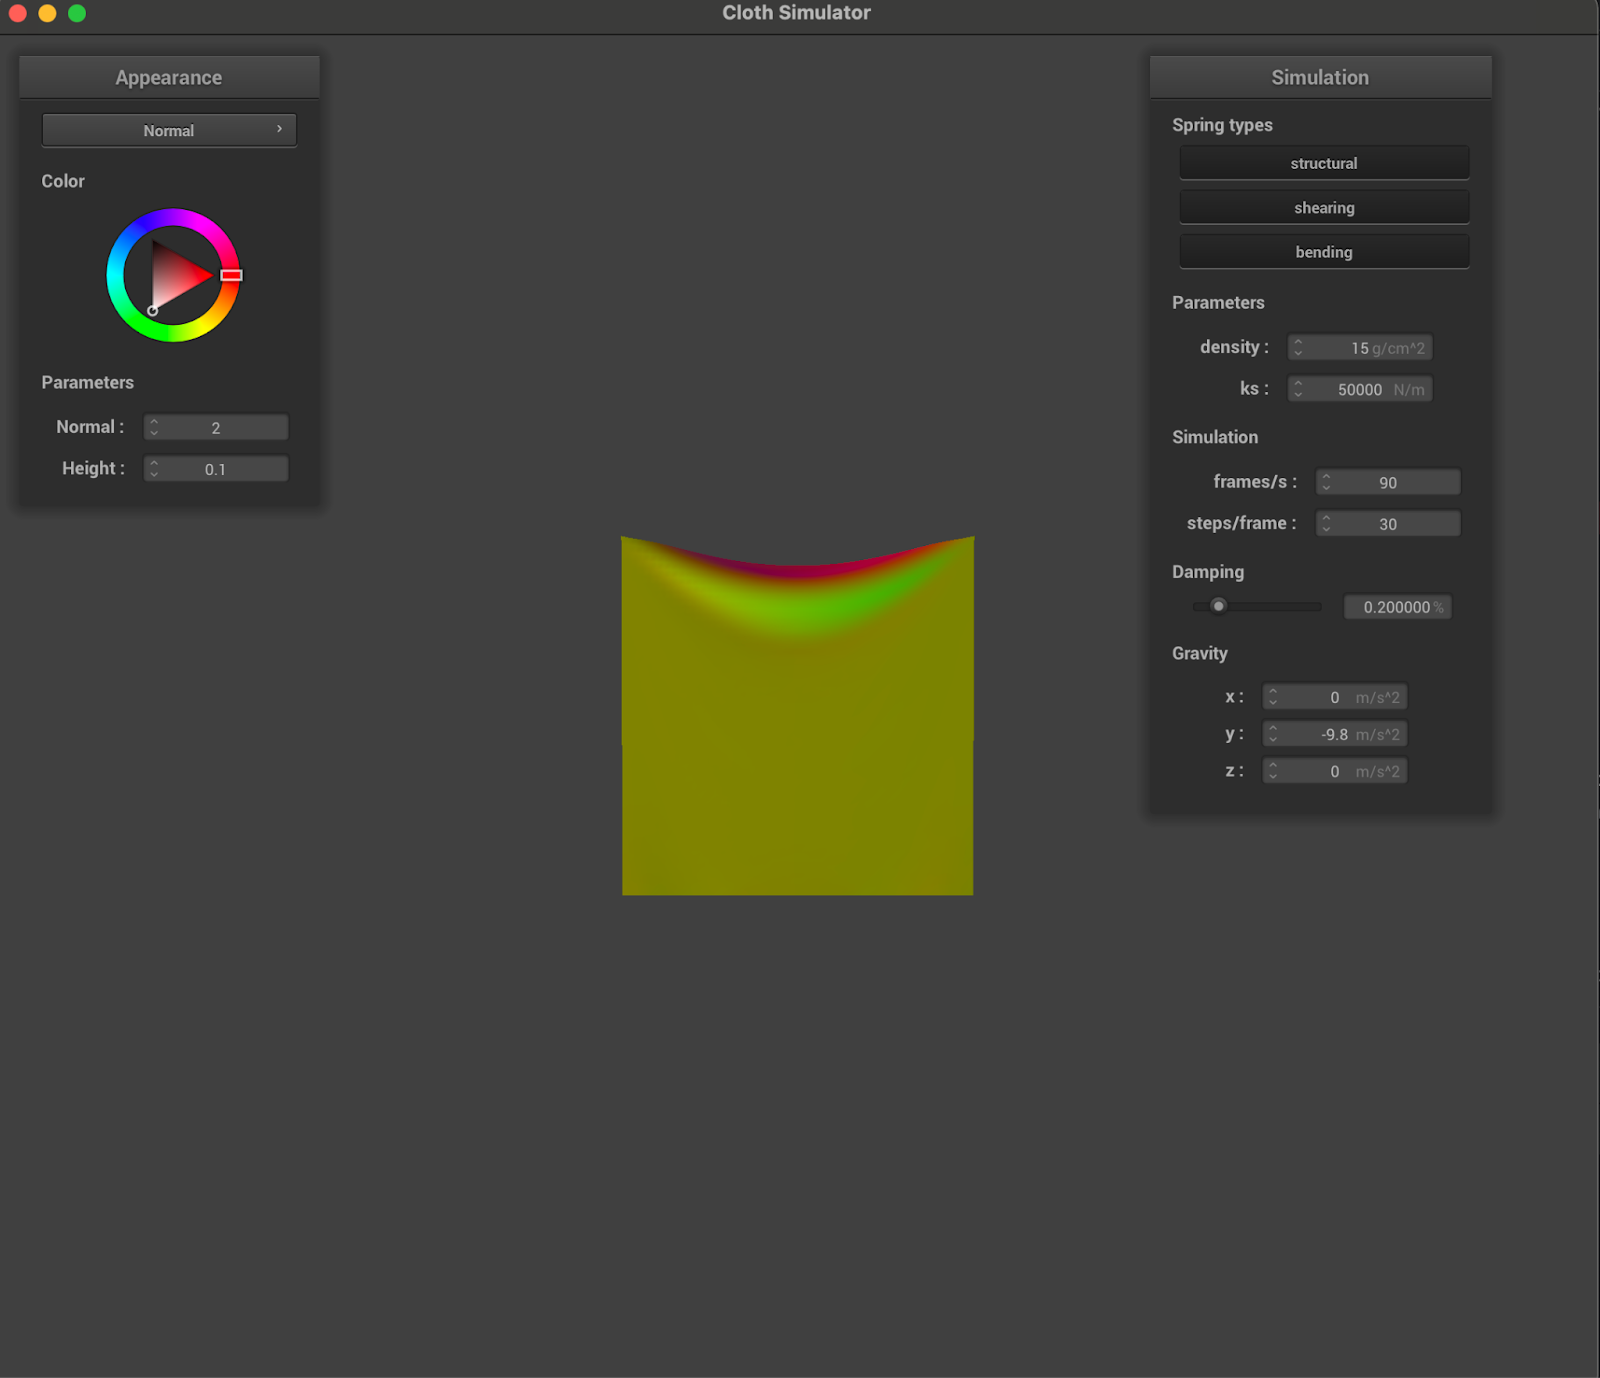 Cloth Simulator
Appearance
Normal
Color
Parameters
Normal : 2
Height : 0.1
Simulation
Spring types
structural
shearing
bending
Parameters
density : 15 g/cm^2
ks : 50000 N/m
Simulation
frames/s : 90
steps/frame : 30
Damping
0.200000 %
Gravity
x : 0 m/s^2
y : -9.8 m/s^2
z : 0 m/s^2